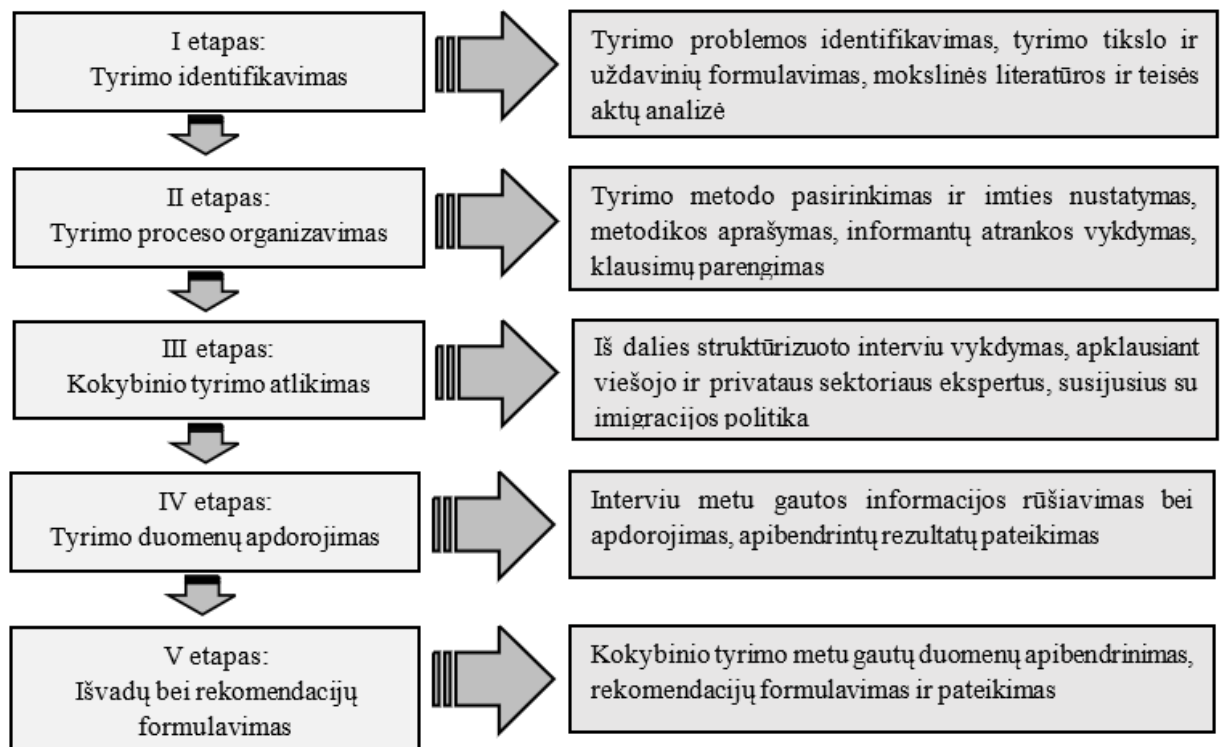 I etapas:
Tyrimo identifikavimas
Tyrimo problemos identifikavimas, tyrimo tikslo ir
uždavinių formulavimas, mokslinės literatūros ir teisės
aktų analizė
II etapas:
Tyrimo proceso organizavimas
Tyrimo metodo pasirinkimas ir imties nustatymas,
metodikos aprašymas, informantų atrankos vykdymas,
klausimų parengimas
III etapas:
Kokybinio tyrimo atlikimas
Iš dalies struktūrizuoto interviu vykdymas, apklausiant
viešojo ir privataus sektoriaus ekspertus, susijusius su
imigracijos politika
IV etapas:
Tyrimo duomenų apdorojimas
Interviu metu gautos informacijos rūšiavimas bei
apdorojimas, apibendrintų rezultatų pateikimas
V etapas:
Išvadų bei rekomendacijų
formulavimas
Kokybinio tyrimo metu gautų duomenų apibendrinimas,
rekomendacijų formulavimas ir pateikimas